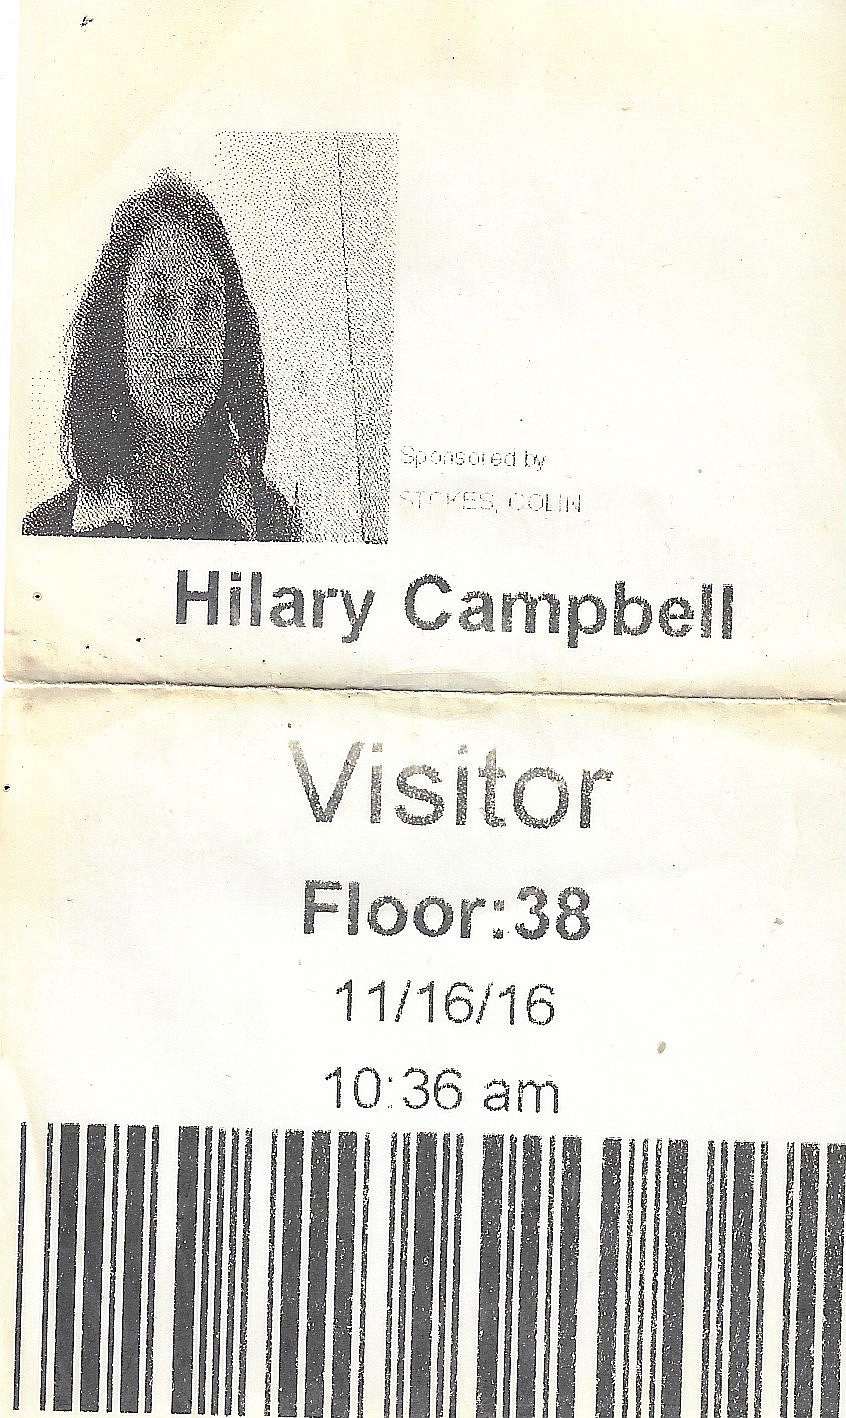 Sponsored by
STOKES, COLIN
Hilary Campbell
Visitor
Floor:38
11/16/16
10:36 am